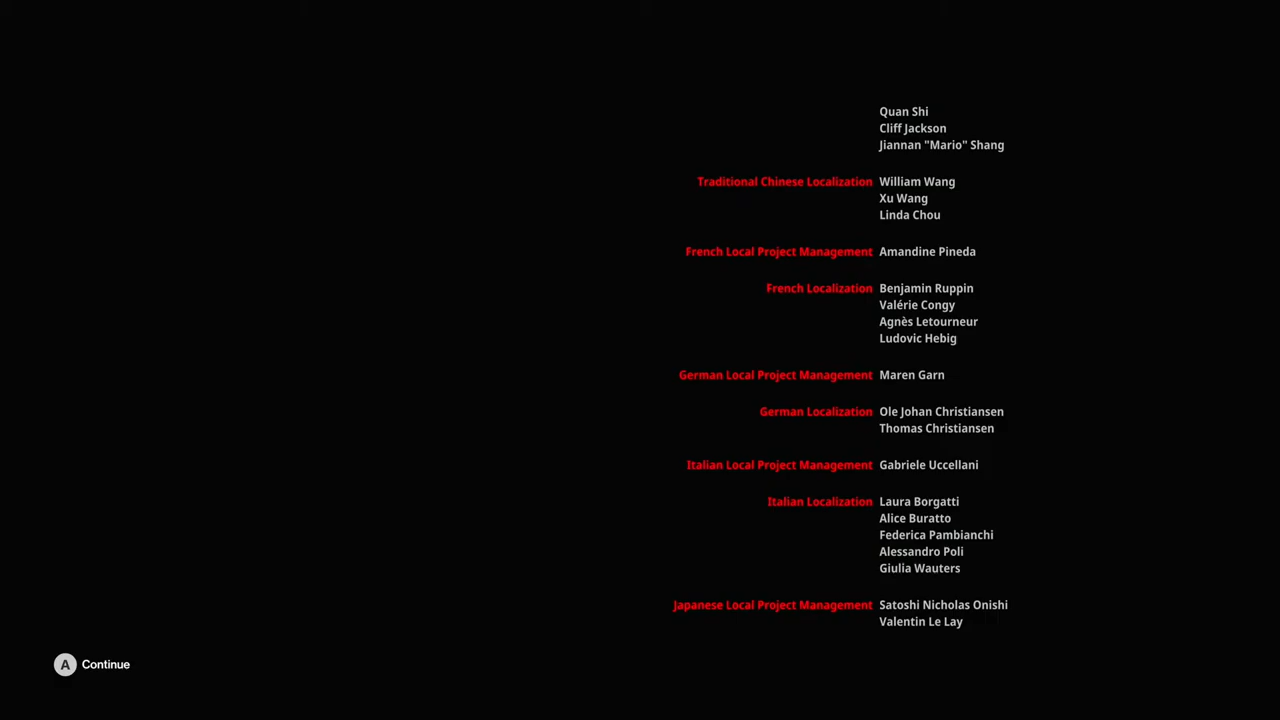 Quan Shi
Cliff Jackson
Jiannan "Mario" Shang
Traditional Chinese Localization William Wang
Xu Wang
Linda Chou
French Local Project Management Amandine Pineda
French Localization Benjamin Ruppin
Valérie Congy
Agnès Letourneur
Ludovic Hebig
German Local Project Management Maren Garn
German Localization Ole Johan Christiansen
Thomas Christiansen
Italian Local Project Management Gabriele Uccellani
Italian Localization Laura Borgatti
Alice Buratto
Federica Pambianchi
Alessandro Poli
Giulia Wauters
Japanese Local Project Management Satoshi Nicholas Onishi
Valentin Le Lay
A Continue